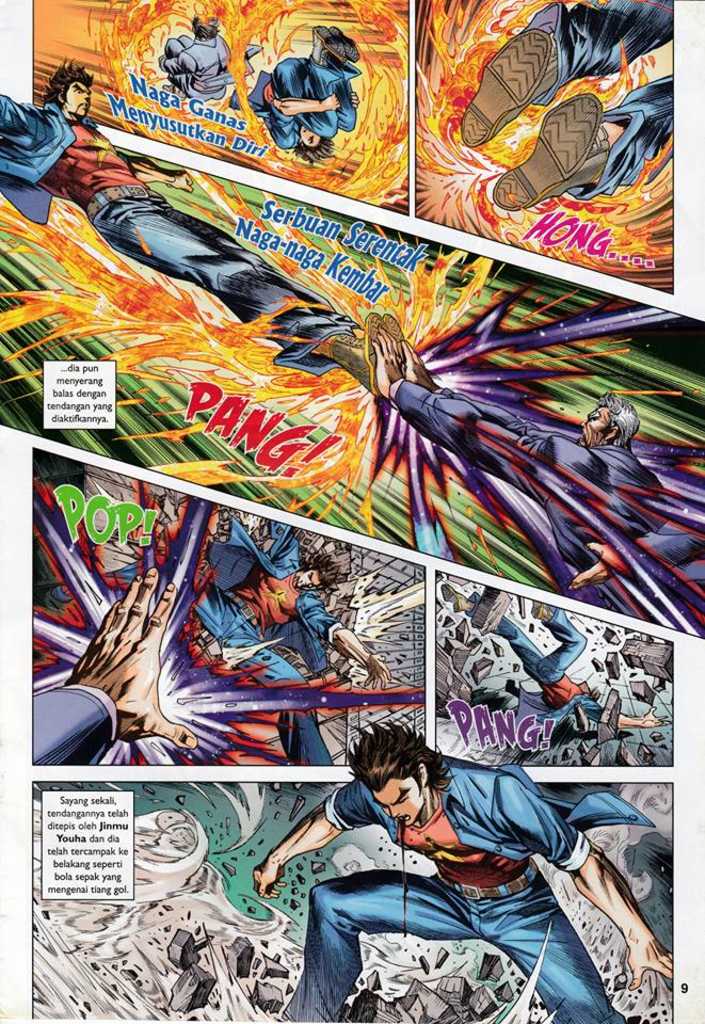 Naga Ganas
Menyusutkan Diri
HONG....
Serbuan Serentak
Naga-naga Kembar
...dia pun
menyerang
balas dengan
tendangan yang
diaktifkannya.
PANG!
POP!
PANG!
Sayang sekali,
tendangannya telah
ditepis oleh Jinmu
Youha dan dia
telah tercampak ke
belakang seperti
bola sepak yang
mengenai tiang gol.
9